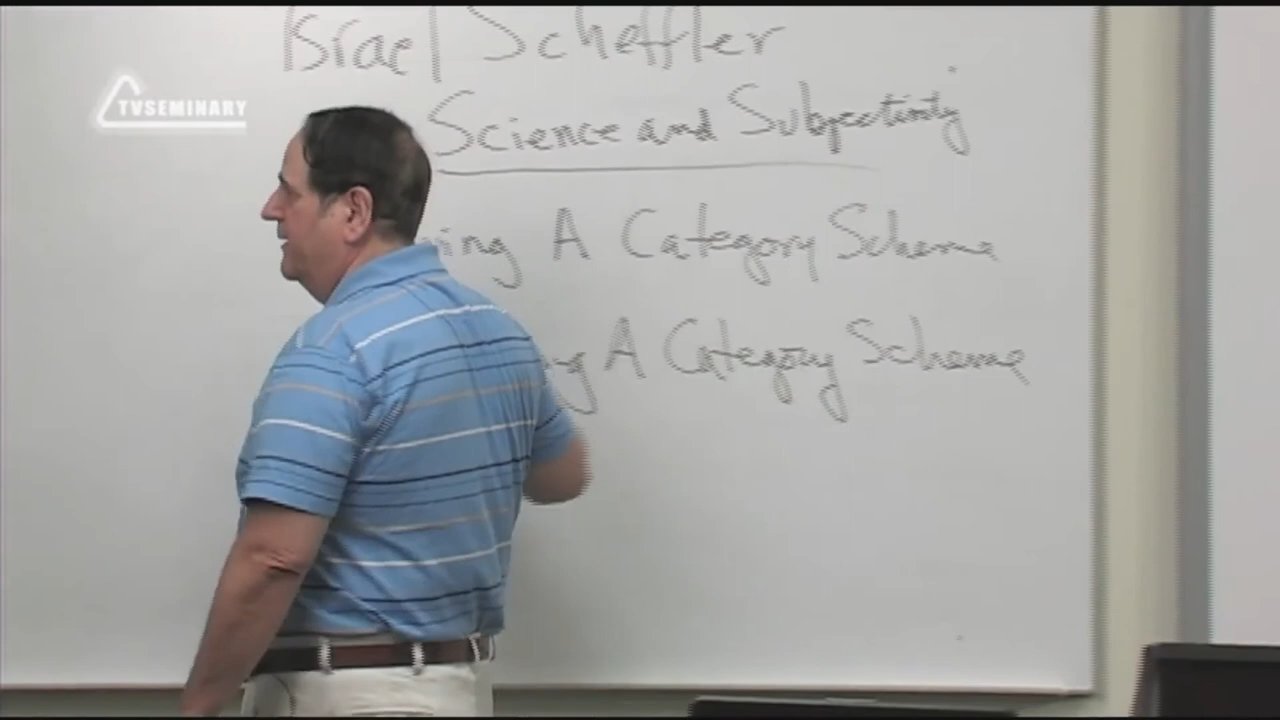 Israel Scheffler
TVSEMINARY
Science and Subjectivity
A Category Scheme
A Category Scheme